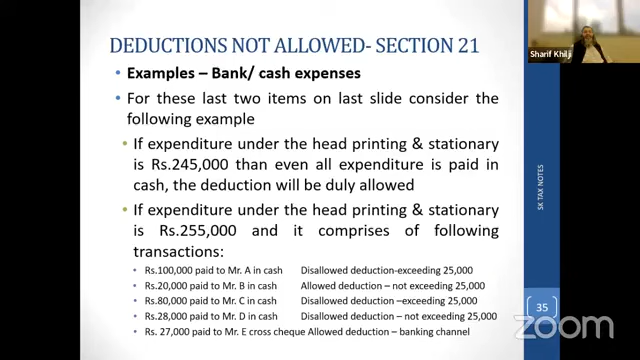 DEDUCTIONS NOT ALLOWED- SECTION 21
• Examples – Bank/ cash expenses
• For these last two items on last slide consider the
following example
• If expenditure under the head printing & stationary
is Rs.245,000 than even all expenditure is paid in
cash, the deduction will be duly allowed
• If expenditure under the head printing & stationary
is Rs.255,000 and it comprises of following
transactions:
• Rs.100,000 paid to Mr. A in cash Disallowed deduction-exceeding 25,000
• Rs.20,000 paid to Mr. B in cash Allowed deduction – not exceeding 25,000
• Rs.80,000 paid to Mr. C in cash Disallowed deduction –exceeding 25,000
• Rs.28,000 paid to Mr. D in cash Disallowed deduction – not exceeding 25,000
• Rs. 27,000 paid to Mr. E cross cheque Allowed deduction – banking channel
Sharif Khilji
SK TAX NOTES
35
zoom